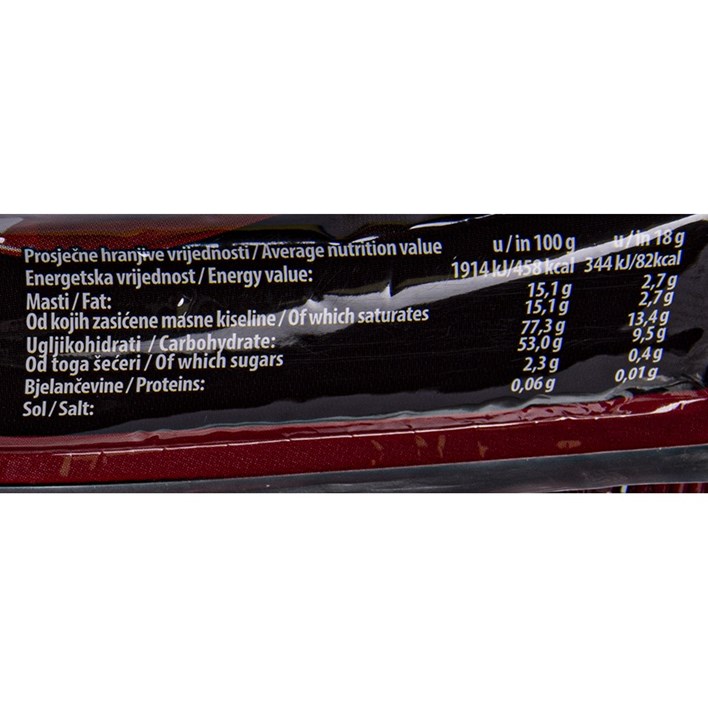 Prosječne hranjive vrijednosti / Average nutrition value u / in 100 g u / in 18 g
Energetska vrijednost / Energy value: 1914 kJ/458 kcal 344 kJ/82kcal
Masti / Fat: 15,1 g 2,7 g
Od kojih zasićene masne kiseline / Of which saturates 15,1 g 2,7 g
Ugljikohidrati / Carbohydrate: 77,3 g 13,4 g
Od toga šećeri / Of which sugars 53,0 g 9,5 g
Bjelančevine / Proteins: 2,3 g 0,4 g
Sol / Salt: 0,06 g 0,01 g